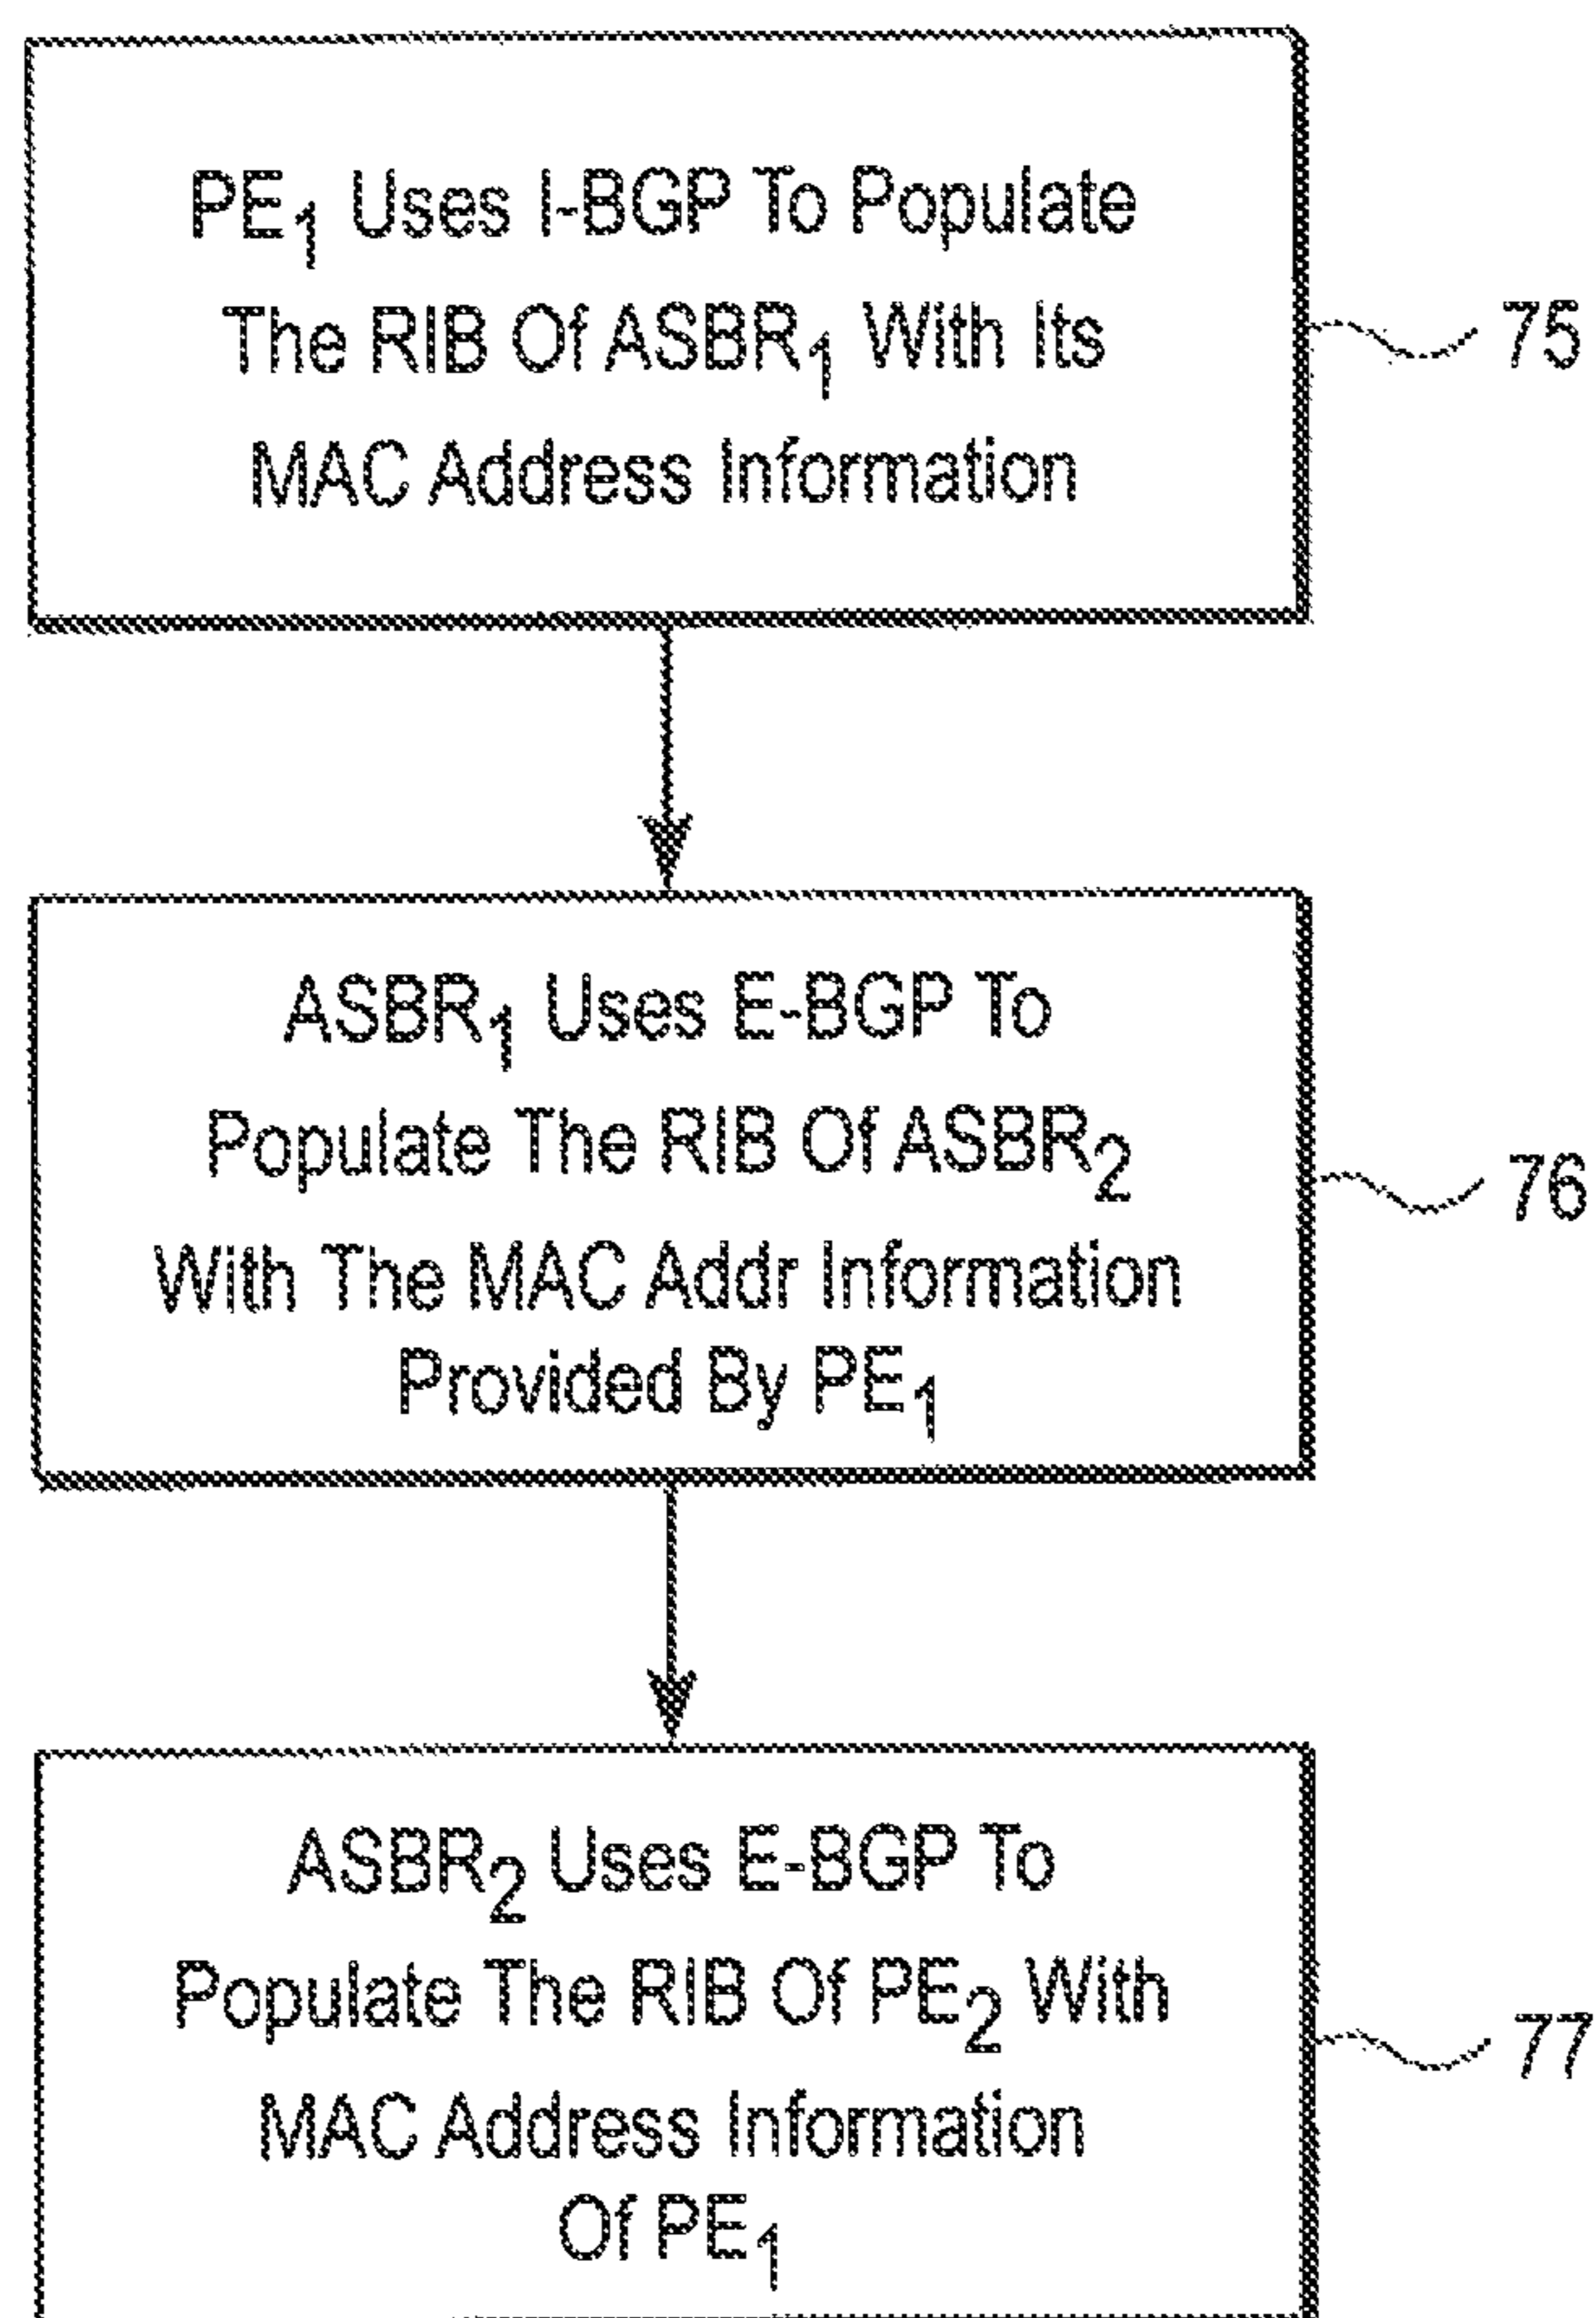 PE1 Uses I-BGP To Populate
The RIB Of ASBR1 With Its
MAC Address Information
75
ASBR1 Uses E-BGP To
Populate The RIB Of ASBR2
With The MAC Addr Information
Provided By PE1
76
ASBR2 Uses E-BGP To
Populate The RIB Of PE2 With
MAC Address Information
Of PE1
77